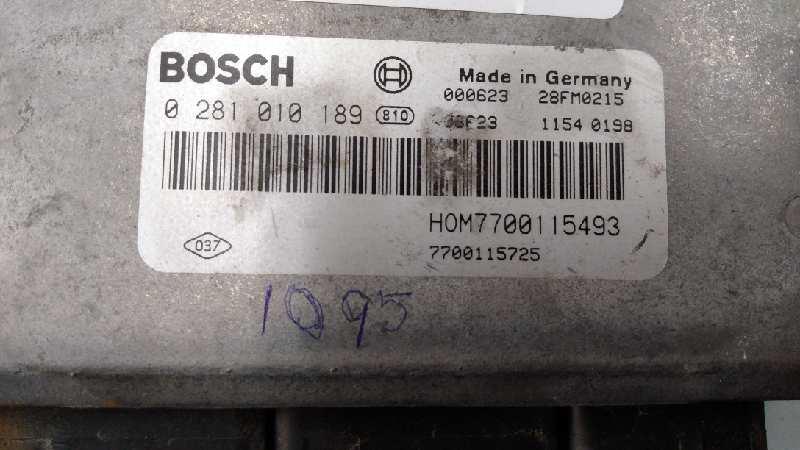 BOSCH
Made in Germany
000623 28FM0215
0 281 010 189 810
1154 0198
HOM7700115493
037
7700115725
1095